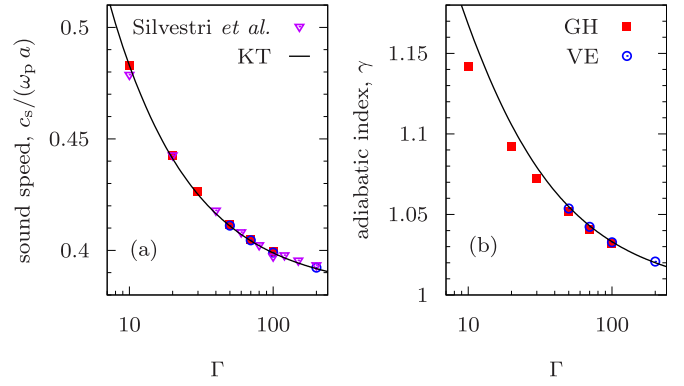 Silvestri et al.
KT
0.5
0.45
0.4
sound speed, cₛ/(ωₚ a)
(a)
10
100
Γ
GH
VE
1.15
1.1
1.05
1
adiabatic index, γ
(b)
10
100
Γ